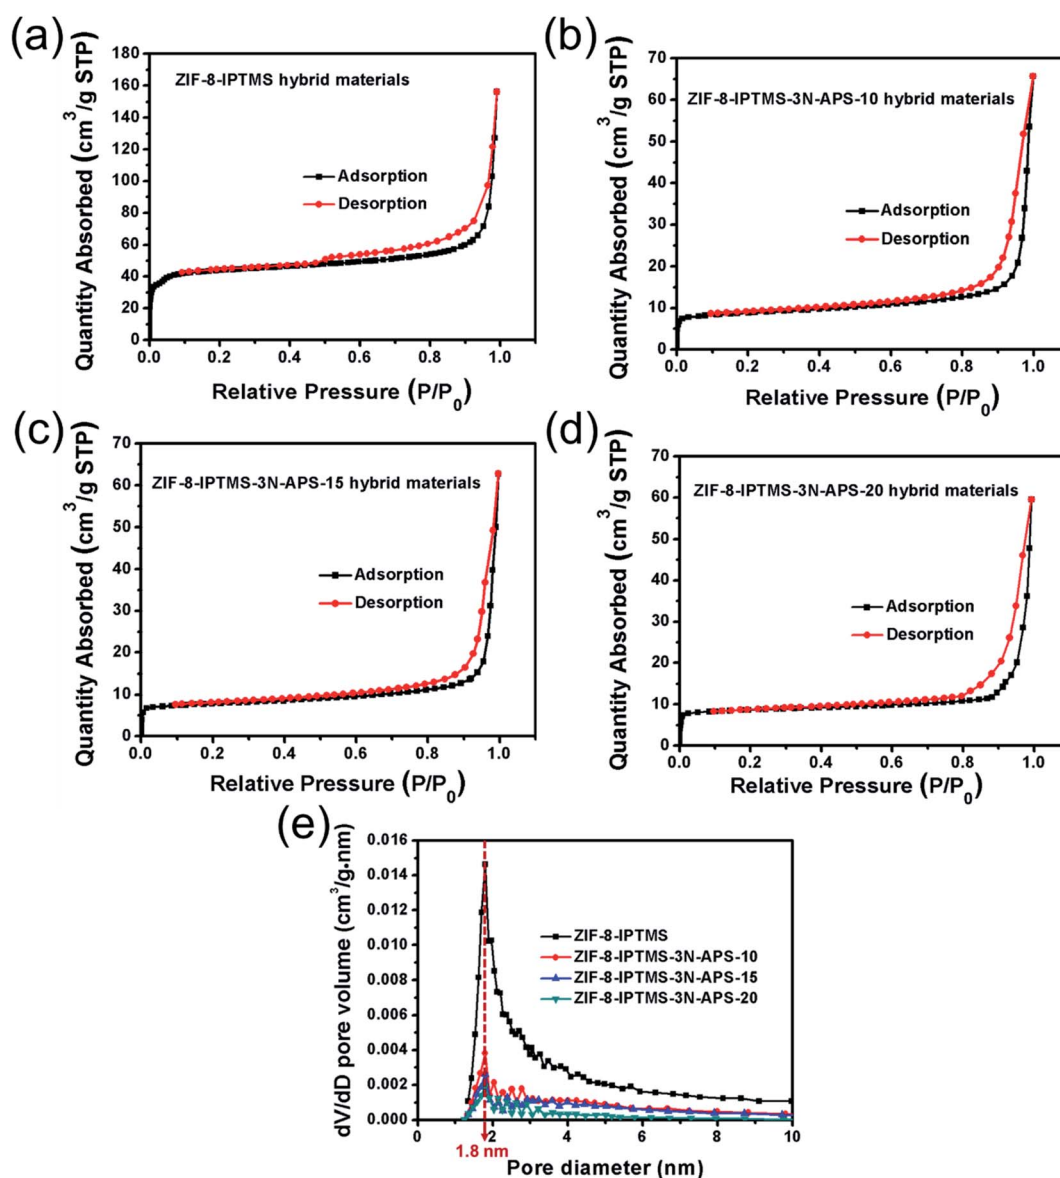 (a)
Quantity Absorbed (cm³/g STP)
180
160
140
120
100
80
60
40
20
0
ZIF-8-IPTMS hybrid materials
Adsorption
Desorption
0.0 0.2 0.4 0.6 0.8 1.0
Relative Pressure (P/P₀)
(b)
Quantity Absorbed (cm³/g STP)
70
60
50
40
30
20
10
0
ZIF-8-IPTMS-3N-APS-10 hybrid materials
Adsorption
Desorption
0.0 0.2 0.4 0.6 0.8 1.0
Relative Pressure (P/P₀)
(c)
Quantity Absorbed (cm³/g STP)
70
60
50
40
30
20
10
0
ZIF-8-IPTMS-3N-APS-15 hybrid materials
Adsorption
Desorption
0.0 0.2 0.4 0.6 0.8 1.0
Relative Pressure (P/P₀)
(d)
Quantity Absorbed (cm³/g STP)
70
60
50
40
30
20
10
0
ZIF-8-IPTMS-3N-APS-20 hybrid materials
Adsorption
Desorption
0.0 0.2 0.4 0.6 0.8 1.0
Relative Pressure (P/P₀)
(e)
dV/dD pore volume (cm³/g·nm)
0.016
0.014
0.012
0.010
0.008
0.006
0.004
0.002
0.000
ZIF-8-IPTMS
ZIF-8-IPTMS-3N-APS-10
ZIF-8-IPTMS-3N-APS-15
ZIF-8-IPTMS-3N-APS-20
0 2 4 6 8 10
1.8 nm
Pore diameter (nm)